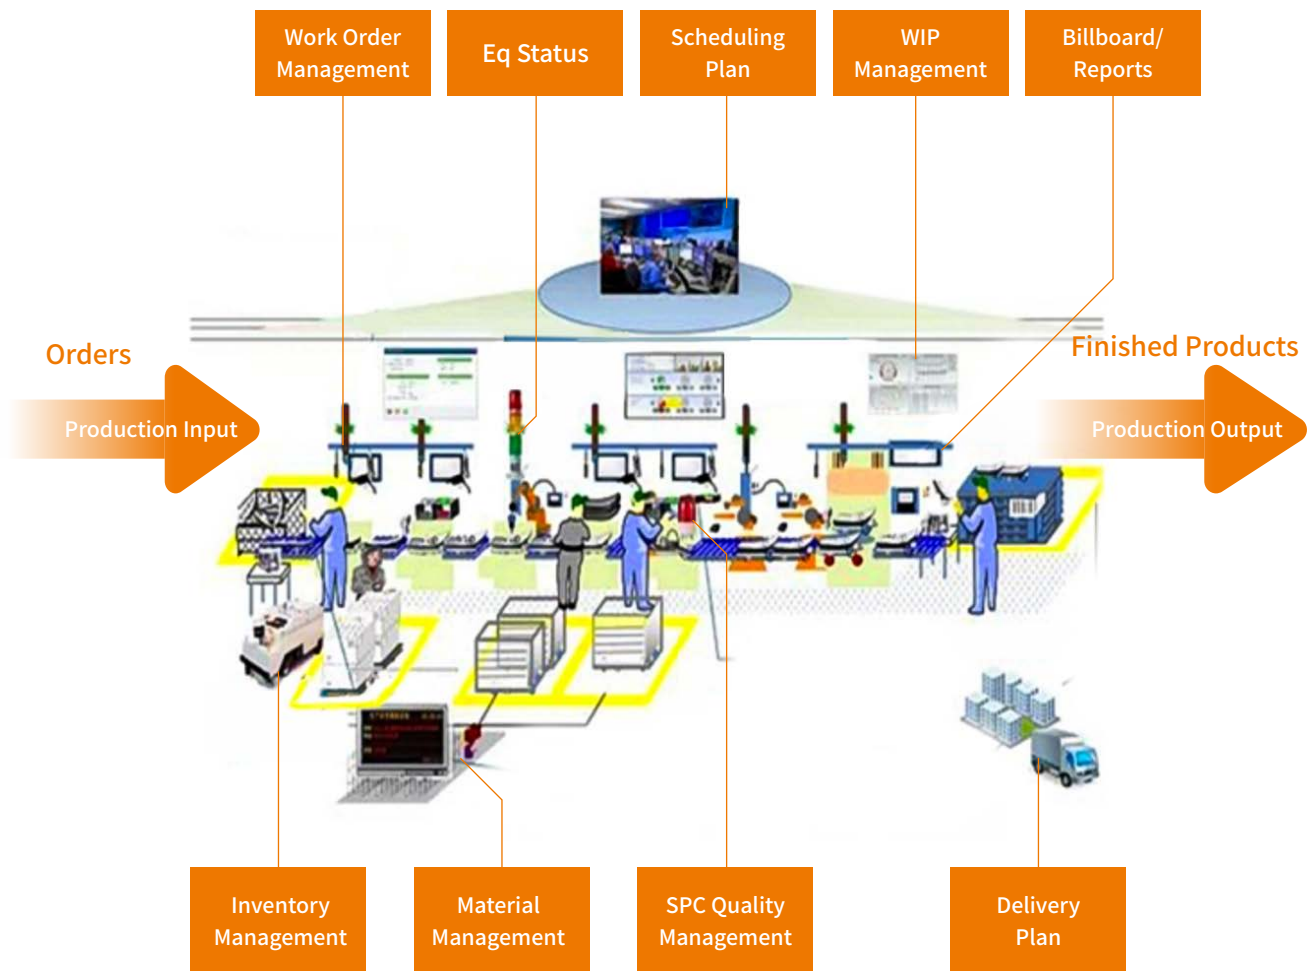 Work Order
Management
Eq Status
Scheduling
Plan
WIP
Management
Billboard/
Reports
Orders
Production Input
Finished Products
Production Output
Inventory
Management
Material
Management
SPC Quality
Management
Delivery
Plan